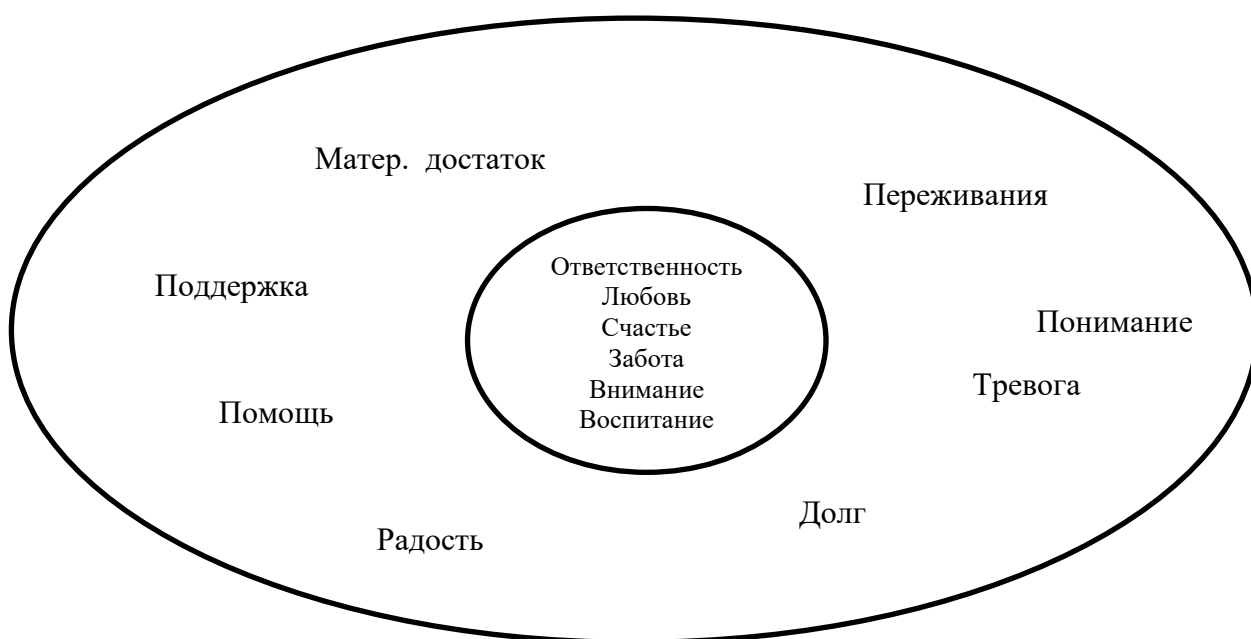 Матер. достаток
Переживания
Ответственность
Любовь
Счастье
Забота
Внимание
Воспитание
Поддержка
Понимание
Тревога
Помощь
Долг
Радость